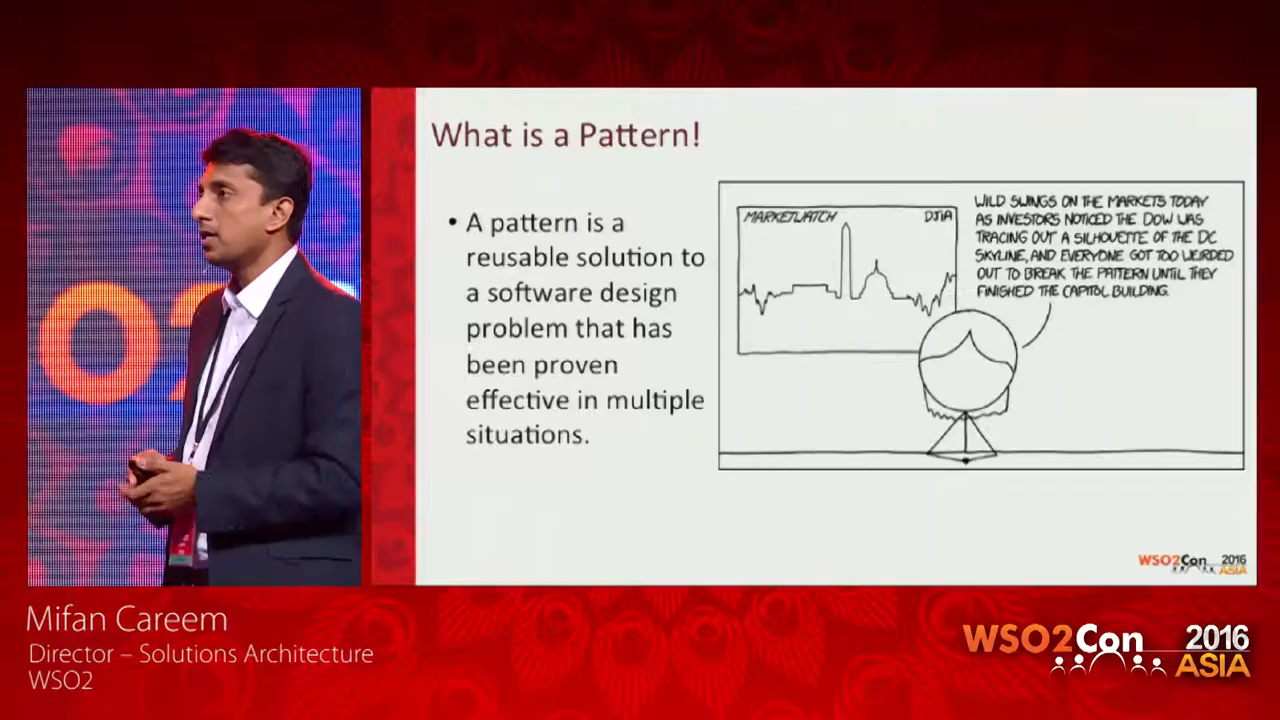 What is a Pattern!
• A pattern is a
reusable solution to
a software design
problem that has
been proven
effective in multiple
situations.
MARKETWATCH DJIA
WILD SWINGS ON THE MARKETS TODAY
AS INVESTORS NOTICED THE DOW WAS
TRACING OUT A SILHOUETTE OF THE DC
SKYLINE, AND EVERYONE GOT TOO WEIRDED
OUT TO BREAK THE PATTERN UNTIL THEY
FINISHED THE CAPITOL BUILDING.
WSO2Con 2016
ASIA
O2
Mifan Careem
Director – Solutions Architecture
WSO2
WSO2Con 2016
ASIA